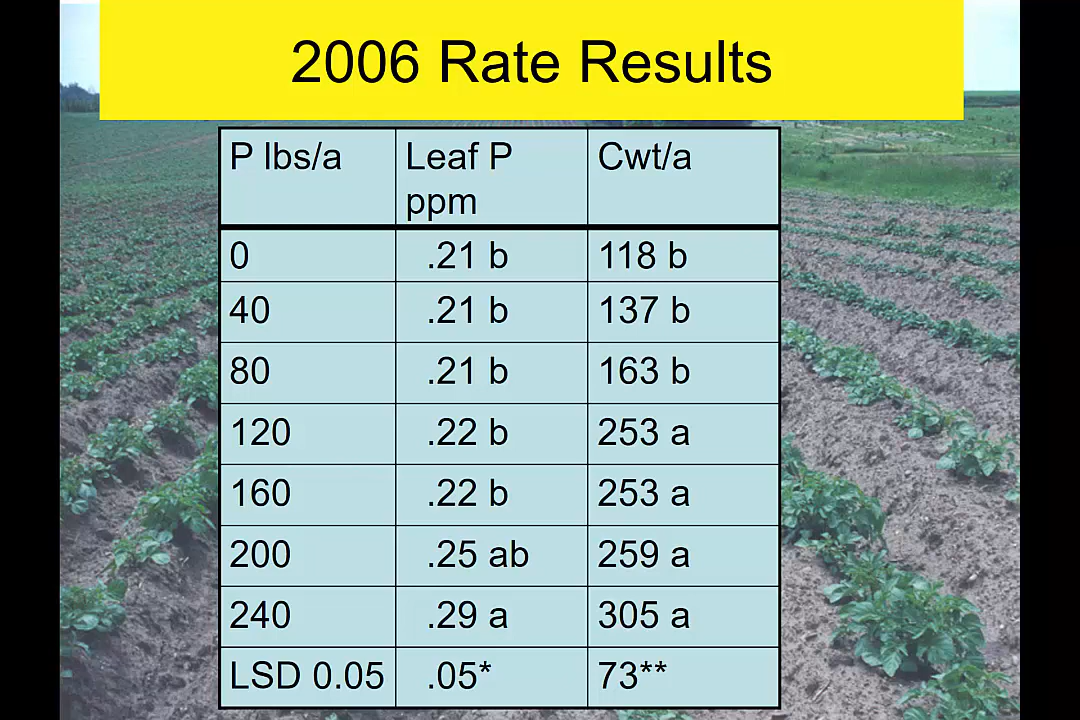 2006 Rate Results
P lbs/a Leaf P ppm Cwt/a
0 .21 b 118 b
40 .21 b 137 b
80 .21 b 163 b
120 .22 b 253 a
160 .22 b 253 a
200 .25 ab 259 a
240 .29 a 305 a
LSD 0.05 .05* 73**